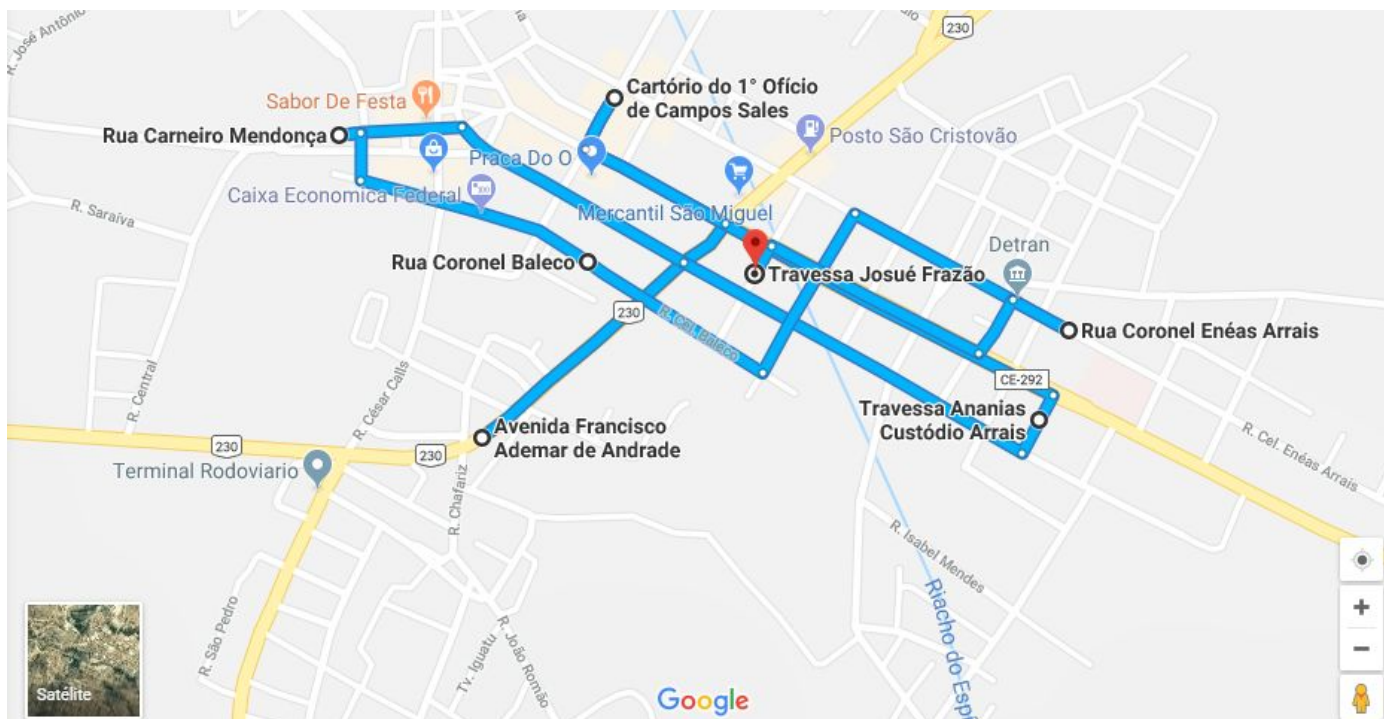 R. José Antônio
230
Cartório do 1° Ofício
de Campos Sales
Sabor De Festa
Rua Carneiro Mendonça
Posto São Cristovão
Praca Do O
Caixa Economica Federal
R. Saraiva
Mercantil São Miguel
Detran
Rua Coronel Baleco
Travessa Josué Frazão
230
R. Cel. Baleco
Rua Coronel Enéas Arrais
R. Central
R. César Calls
CE-292
Travessa Ananias
Custódio Arrais
Avenida Francisco
Ademar de Andrade
230
230
R. Cel. Enéas Arrais
Terminal Rodoviario
R. Chafariz
R. Isabel Mendes
Riacho do Espí
R. São Pedro
Tv. Iguatu
R. João Romão
Satélite
Google